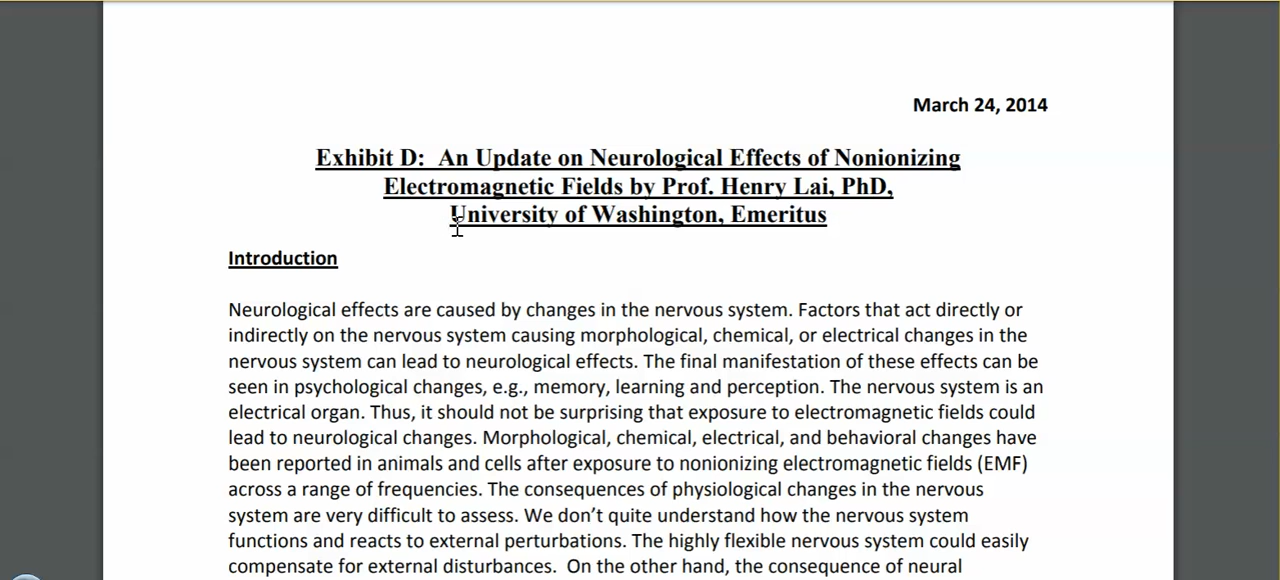 March 24, 2014
Exhibit D:  An Update on Neurological Effects of Nonionizing
Electromagnetic Fields by Prof. Henry Lai, PhD,
University of Washington, Emeritus
Introduction
Neurological effects are caused by changes in the nervous system. Factors that act directly or
indirectly on the nervous system causing morphological, chemical, or electrical changes in the
nervous system can lead to neurological effects. The final manifestation of these effects can be
seen in psychological changes, e.g., memory, learning and perception. The nervous system is an
electrical organ. Thus, it should not be surprising that exposure to electromagnetic fields could
lead to neurological changes. Morphological, chemical, electrical, and behavioral changes have
been reported in animals and cells after exposure to nonionizing electromagnetic fields (EMF)
across a range of frequencies. The consequences of physiological changes in the nervous
system are very difficult to assess. We don’t quite understand how the nervous system
functions and reacts to external perturbations. The highly flexible nervous system could easily
compensate for external disturbances.  On the other hand, the consequence of neural